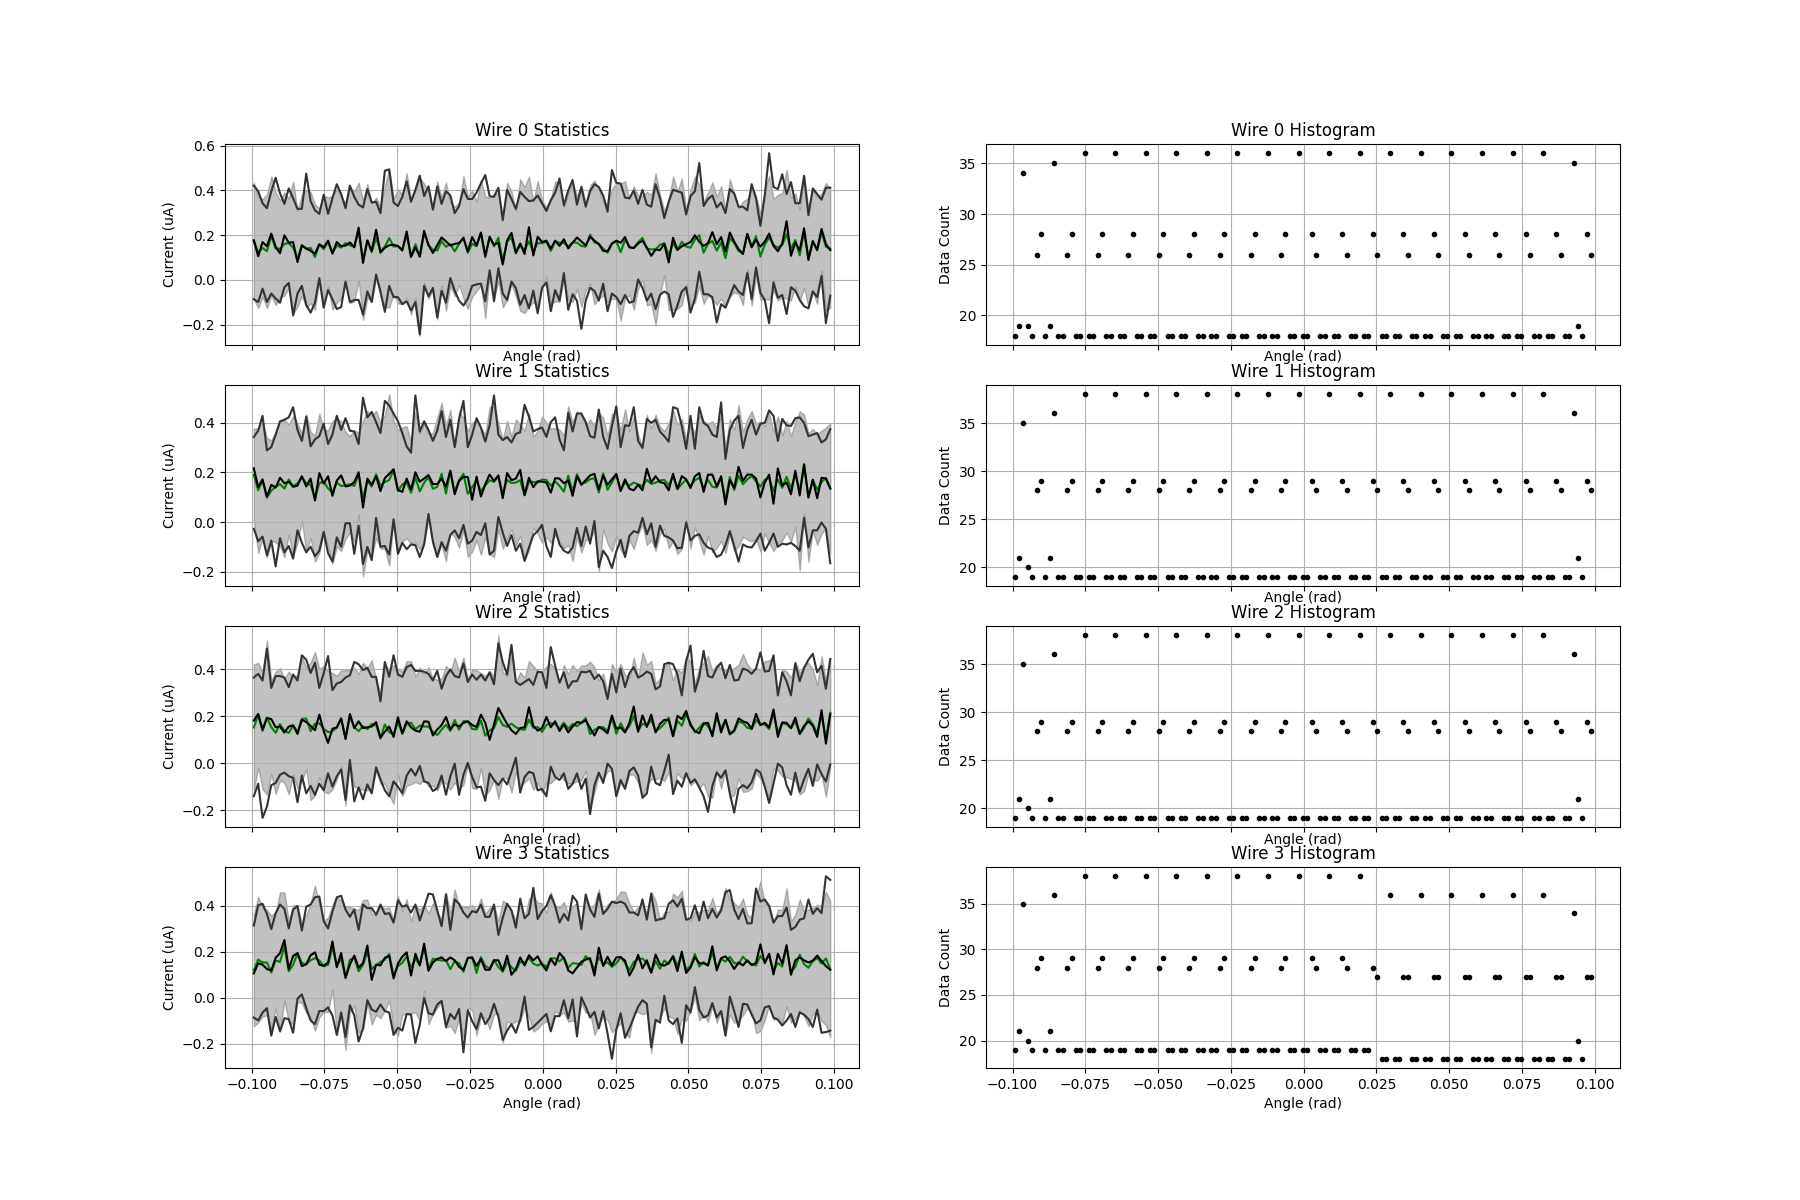 Wire 0 Statistics
Current (uA)
0.6
0.4
0.2
0.0
−0.2
Angle (rad)
Wire 0 Histogram
Data Count
35
30
25
20
Angle (rad)
Wire 1 Statistics
Current (uA)
0.4
0.2
0.0
−0.2
Angle (rad)
Wire 1 Histogram
Data Count
35
30
25
20
Angle (rad)
Wire 2 Statistics
Current (uA)
0.4
0.2
0.0
−0.2
Angle (rad)
Wire 2 Histogram
Data Count
35
30
25
20
Angle (rad)
Wire 3 Statistics
Current (uA)
0.4
0.2
0.0
−0.2
−0.100 −0.075 −0.050 −0.025 0.000 0.025 0.050 0.075 0.100
Angle (rad)
Wire 3 Histogram
Data Count
35
30
25
20
−0.100 −0.075 −0.050 −0.025 0.000 0.025 0.050 0.075 0.100
Angle (rad)